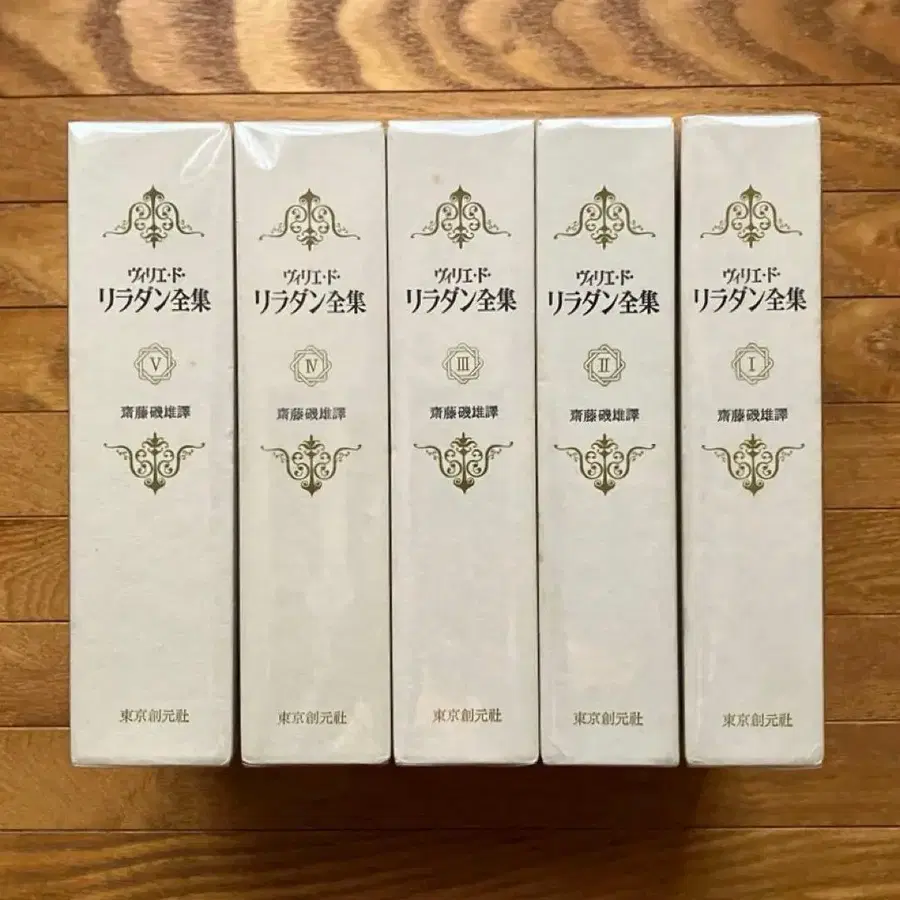 ヴィリエ・ド・
リラダン全集
V
齋藤磯雄譯
東京創元社
ヴィリエ・ド・
リラダン全集
IV
齋藤磯雄譯
東京創元社
ヴィリエ・ド・
リラダン全集
III
齋藤磯雄譯
東京創元社
ヴィリエ・ド・
リラダン全集
II
齋藤磯雄譯
東京創元社
ヴィリエ・ド・
リラダン全集
I
齋藤磯雄譯
東京創元社